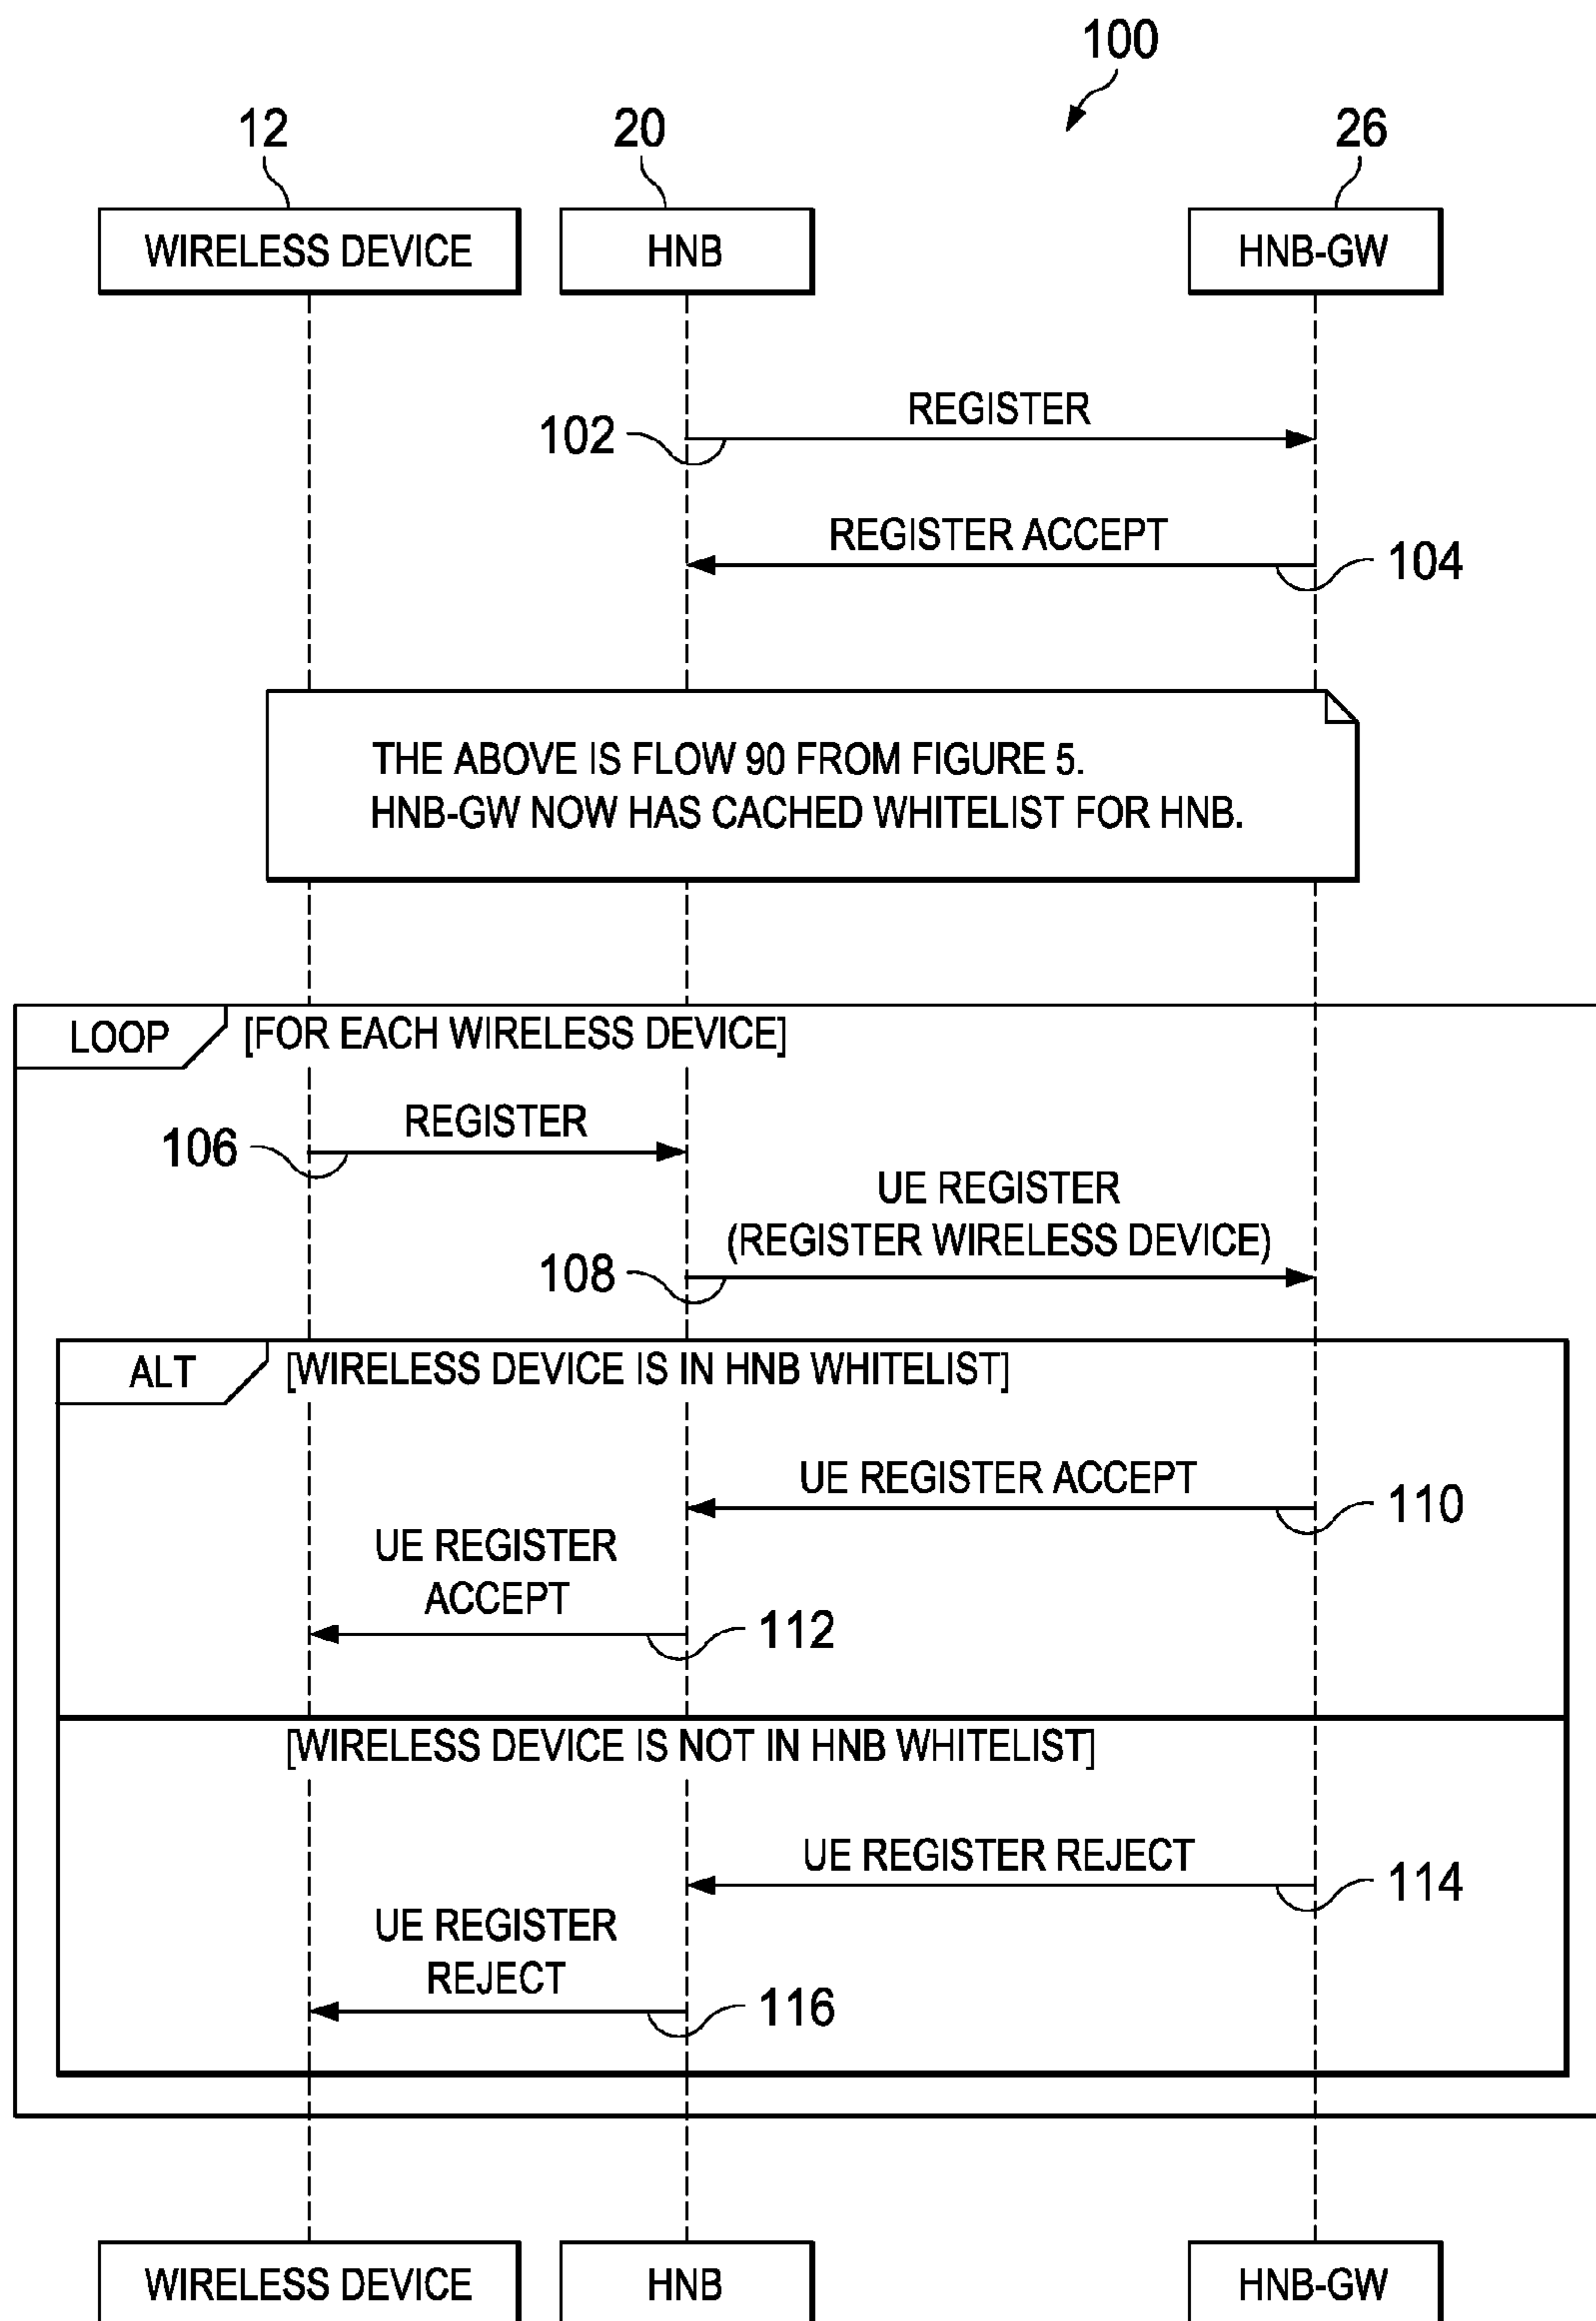 100
12
20
26
WIRELESS DEVICE
HNB
HNB-GW
REGISTER
102
REGISTER ACCEPT
104
THE ABOVE IS FLOW 90 FROM FIGURE 5.
HNB-GW NOW HAS CACHED WHITELIST FOR HNB.
LOOP
[FOR EACH WIRELESS DEVICE]
REGISTER
106
UE REGISTER
(REGISTER WIRELESS DEVICE)
108
ALT
[WIRELESS DEVICE IS IN HNB WHITELIST]
UE REGISTER ACCEPT
110
UE REGISTER
ACCEPT
112
[WIRELESS DEVICE IS NOT IN HNB WHITELIST]
UE REGISTER REJECT
114
UE REGISTER
REJECT
116
WIRELESS DEVICE
HNB
HNB-GW